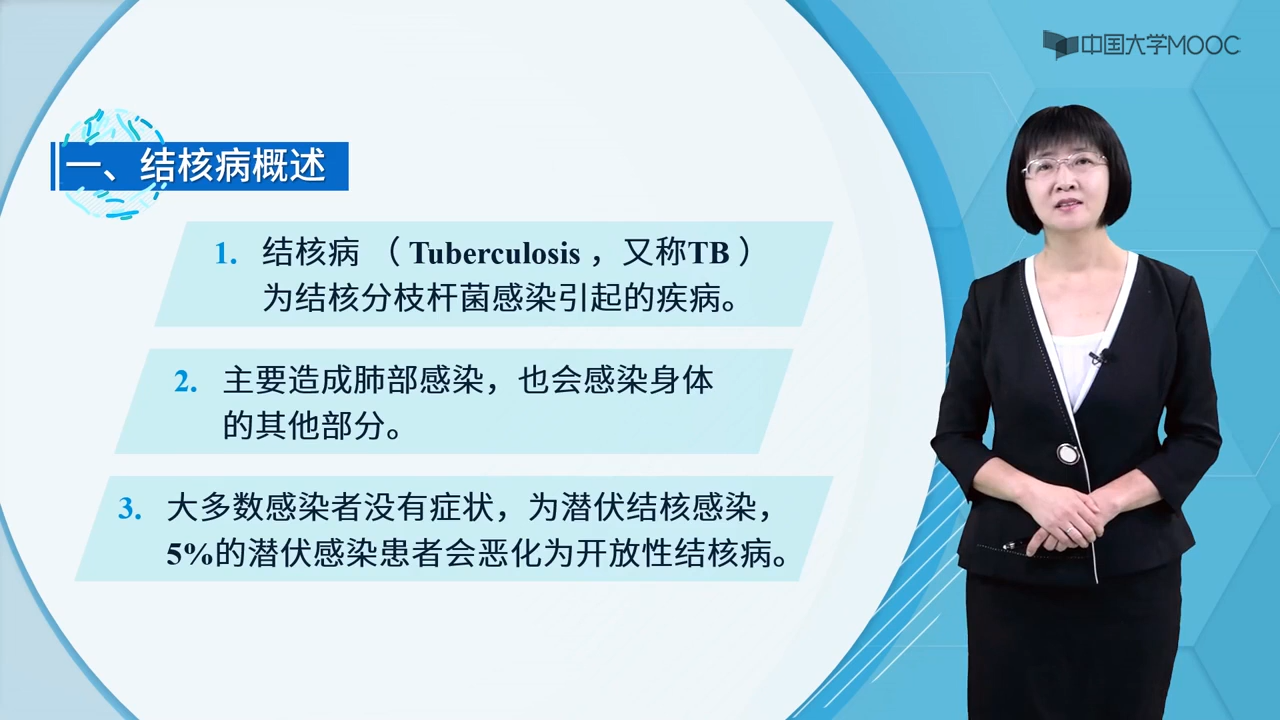 中国大学MOOC
一、结核病概述
1. 结核病 （Tuberculosis ，又称TB ）
为结核分枝杆菌感染引起的疾病。
2. 主要造成肺部感染，也会感染身体
的其他部分。
3. 大多数感染者没有症状，为潜伏结核感染，
5%的潜伏感染患者会恶化为开放性结核病。